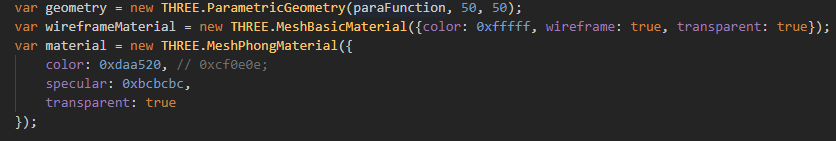 var geometry = new THREE.ParametricGeometry(paraFunction, 50, 50);
var wireframeMaterial = new THREE.MeshBasicMaterial({color: 0xfffff, wireframe: true, transparent: true});
var material = new THREE.MeshPhongMaterial({
color: 0xdaa520, // 0xcf0e0e;
specular: 0xbcbcbc,
transparent: true
});